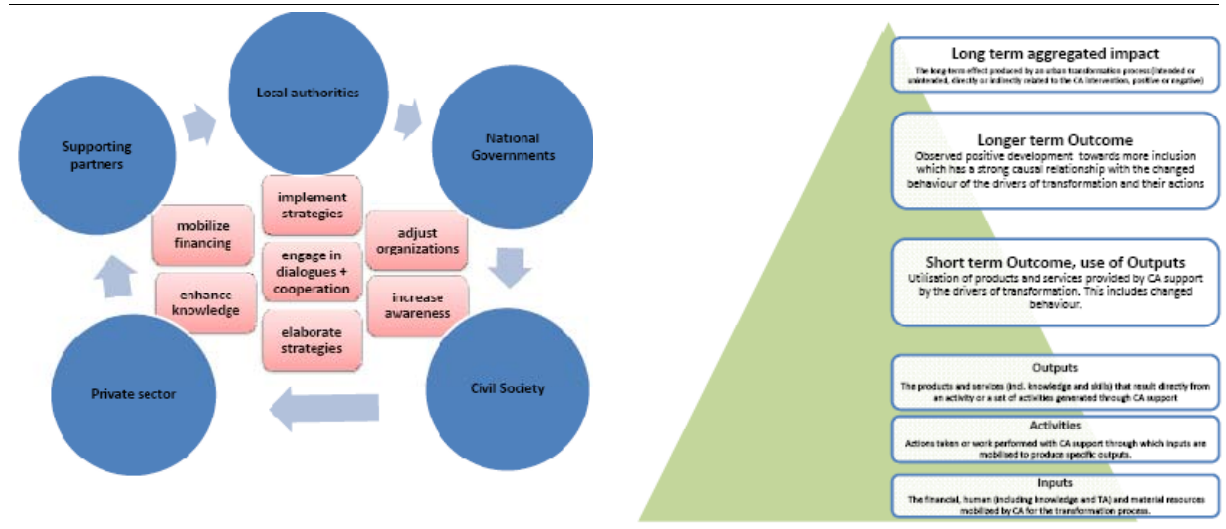 Local authorities
Supporting
partners
National
Governments
implement
strategies
mobilize
financing
adjust
organizations
engage in
dialogues +
cooperation
enhance
knowledge
increase
awareness
elaborate
strategies
Private sector
Civil Society
Long term aggregated impact
The long-term effect produced by an urban transformation process (intended or
unintended, directly or indirectly related to the CA intervention, positive or negative)
Longer term Outcome
Observed positive development towards more inclusion
which has a strong causal relationship with the changed
behaviour of the drivers of transformation and their actions
Short term Outcome, use of Outputs
Utilisation of products and services provided by CA support
by the drivers of transformation. This includes changed
behaviour.
Outputs
The products and services (incl. knowledge and skills) that result directly from
an activity or a set of activities generated through CA support
Activities
Actions taken or work performed with CA support through which inputs are
mobilised to produce specific outputs.
Inputs
The financial, human (including knowledge and TA) and material resources
mobilized by CA for the transformation process.